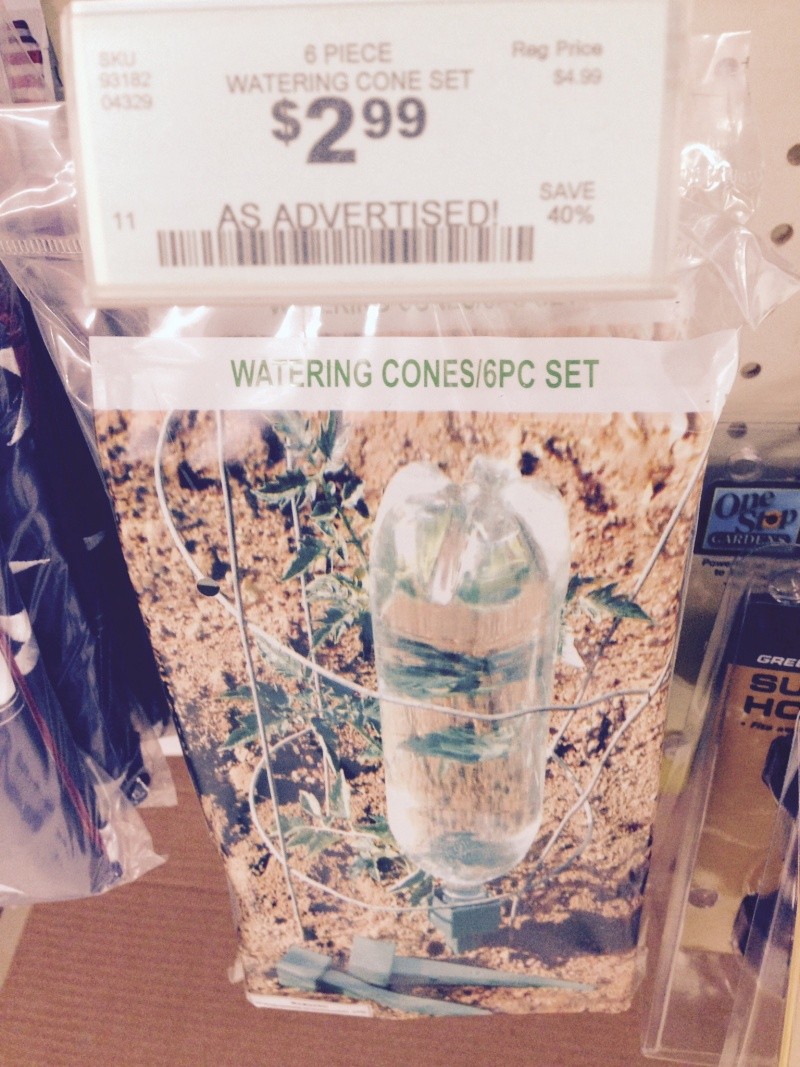 SKU
93182
04329
6 PIECE
WATERING CONE SET
$2.99
Reg Price
$4.99
11
AS ADVERTISED!
SAVE
40%
WATERING CONES/6PC SET
One
Stop
GARDENS